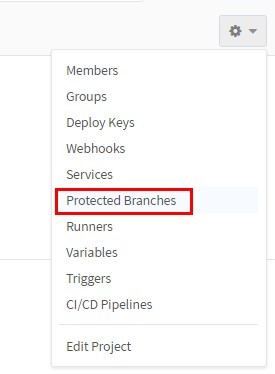 Members
Groups
Deploy Keys
Webhooks
Services
Protected Branches
Runners
Variables
Triggers
CI/CD Pipelines
Edit Project